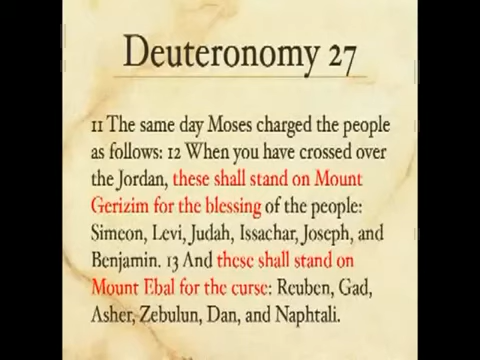 Deuteronomy 27
11 The same day Moses charged the people
as follows: 12 When you have crossed over
the Jordan, these shall stand on Mount
Gerizim for the blessing of the people:
Simeon, Levi, Judah, Issachar, Joseph, and
Benjamin. 13 And these shall stand on
Mount Ebal for the curse: Reuben, Gad,
Asher, Zebulun, Dan, and Naphtali.